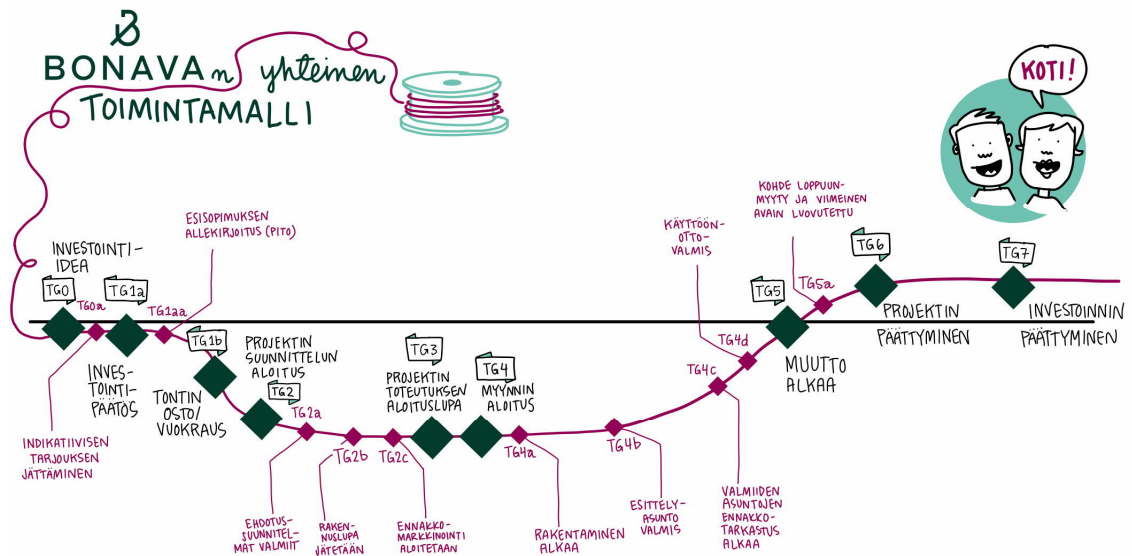 BONAVAn yhteinen
TOIMINTAMALLI
KOTI!
INVESTOINTI-
IDEA
TG0
TG0a
INDIKATIIVISEN
TARJOUKSEN
JÄTTÄMINEN
TG1a
INVES-
TOINTI-
PÄÄTÖS
TG1aa
ESISOPIMUKSEN
ALLEKIRJOITUS (PITO)
TG1b
TONTIN
OSTO/
VUOKRAUS
PROJEKTIN
SUUNNITTELUN
ALOITUS
TG2
TG2a
EHDOTUS-
SUUNNITEL-
MAT VALMIIT
TG2b
RAKEN-
NUSLUPA
JÄTETÄÄN
TG2c
ENNAKKO-
MARKKINOINTI
ALOITETAAN
TG3
PROJEKTIN
TOTEUTUKSEN
ALOITUSLUPA
TG4
MYYNNIN
ALOITUS
TG4a
RAKENTAMINEN
ALKAA
TG4b
ESITTELY-
ASUNTO
VALMIS
TG4c
VALMIIDEN
ASUNTOJEN
ENNAKKO-
TARKASTUS
ALKAA
TG4d
KÄYTTÖÖN-
OTTO-
VALMIS
TG5
MUUTTO
ALKAA
TG5a
KOHDE LOPPUUN-
MYYTY JA VIIMEINEN
AVAIN LUOVUTETTU
TG6
PROJEKTIN
PÄÄTTYMINEN
TG7
INVESTOINNIN
PÄÄTTYMINEN